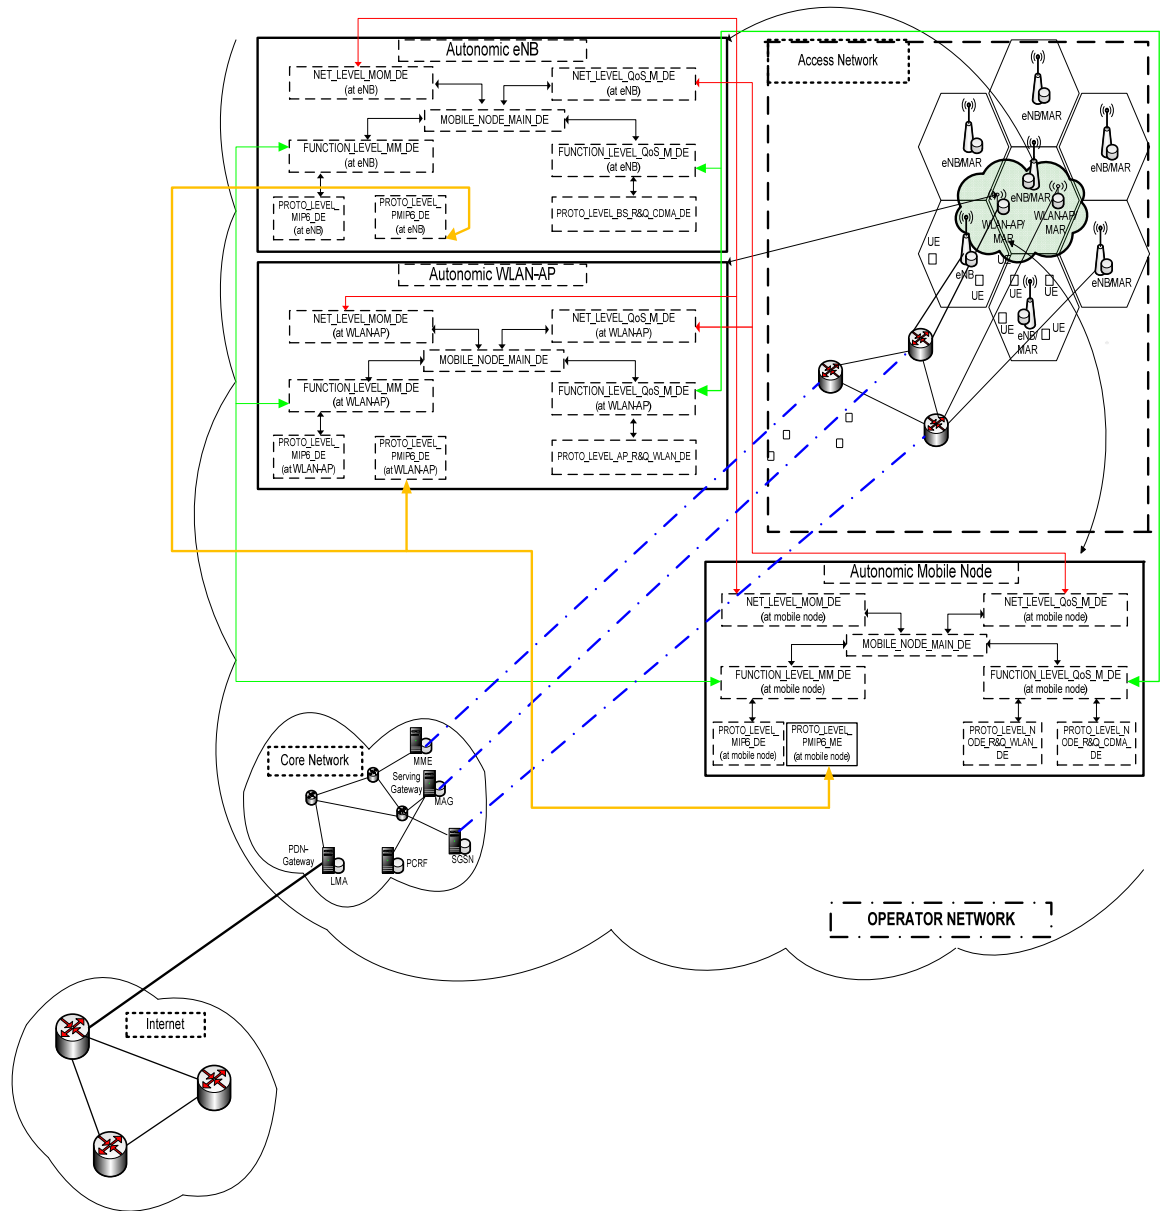 Autonomic eNB
NET_LEVEL_MOM_DE
(at eNB)
NET_LEVEL_QoS_M_DE
(at eNB)
MOBILE_NODE_MAIN_DE
FUNCTION_LEVEL_MM_DE
(at eNB)
FUNCTION_LEVEL_QoS_M_DE
(at eNB)
PROTO_LEVEL_
MIP6_DE
(at eNB)
PROTO_LEVEL_
PMIP6_DE
(at eNB)
PROTO_LEVEL_BS_R&Q_CDMA_DE
Autonomic WLAN-AP
NET_LEVEL_MOM_DE
(at WLAN-AP)
NET_LEVEL_QoS_M_DE
(at WLAN-AP)
MOBILE_NODE_MAIN_DE
FUNCTION_LEVEL_MM_DE
(at WLAN-AP)
FUNCTION_LEVEL_QoS_M_DE
(at WLAN-AP)
PROTO_LEVEL_
MIP6_DE
(at WLAN-AP)
PROTO_LEVEL_
PMIP6_DE
(at WLAN-AP)
PROTO_LEVEL_AP_R&Q_WLAN_DE
Access Network
eNB/MAR
eNB/MAR
eNB/MAR
eNB/MAR
WLAN-AP/
MAR
WLAN-AP/
MAR
UE
eNB
UE
UE
UE
eNB/MAR
UE
UE
eNB/
MAR
Autonomic Mobile Node
NET_LEVEL_MOM_DE
(at mobile node)
NET_LEVEL_QoS_M_DE
(at mobile node)
MOBILE_NODE_MAIN_DE
FUNCTION_LEVEL_MM_DE
(at mobile node)
FUNCTION_LEVEL_QoS_M_DE
(at mobile node)
PROTO_LEVEL_
MIP6_DE
(at mobile node)
PROTO_LEVEL_
PMIP6_ME
(at mobile node)
PROTO_LEVEL_N
ODE_R&Q_WLAN_
DE
PROTO_LEVEL_N
ODE_R&Q_CDMA_
DE
Core Network
MME
Serving
Gateway
MAG
SGSN
PDN-
Gateway
LMA
PCRF
OPERATOR NETWORK
Internet